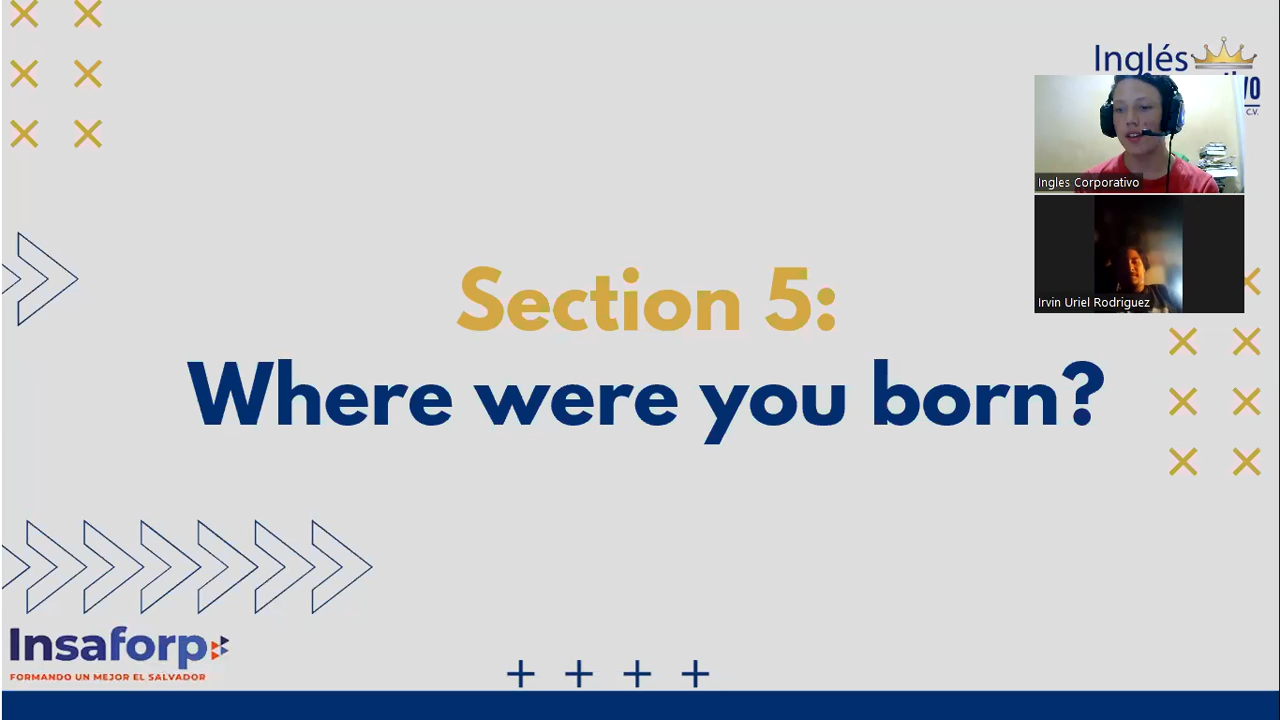 Inglés
C.V.
Ingles Corporativo
Irvin Uriel Rodriguez
Section 5:
Where were you born?
Insaforp
FORMANDO UN MEJOR EL SALVADOR